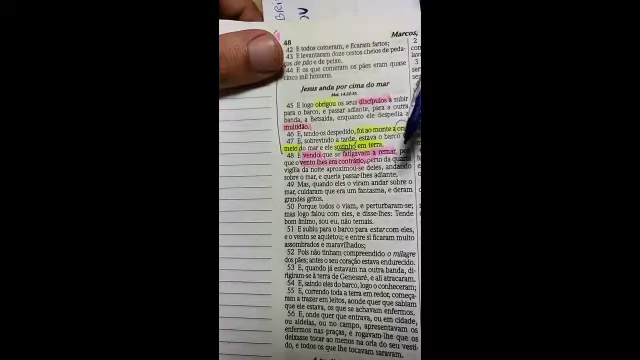 BRI
OU
48
Marcos,
42 E todos comeram, e ficaram fartos;
43 E levantaram doze cestos cheios de peda-
ços de pão e de peixe.
44 E os que comeram os pães eram quase
cinco mil homens.
Jesus anda por cima do mar
Mat. 14.22-33.
45 E logo obrigou os seus discípulos a subir
para o barco, e passar adiante, para a outra
banda, a Betsaida, enquanto ele despedia a
multidão.
46 E, tendo-os despedido, foi ao monte a
47 E, sobrevindo a tarde, estava o barco
meio do mar e ele sozinho em terra.
48 E vendo que se fatigavam a remar, por
que o vento lhes era contrário, perto da quarta
vigília da noite aproximou-se deles, andando
sobre o mar, e queria passar-lhes adiante,
49 Mas, quando eles o viram andar sobre o
mar, cuidaram que era um fantasma, e deram
grandes gritos.
50 Porque todos o viam, e perturbaram-se;
mas logo falou com eles, e disse-lhes: Tende
bom ânimo, sou eu, não temais.
51 E subiu para o barco para estar com eles,
e o vento se aquietou; e entre si ficaram muito
assombrados e maravilhados;
52 Pois não tinham compreendido o milagre
dos pães; antes o seu coração estava endurecido.
53 E, quando já estavam na outra banda, di-
rigiram-se à terra de Genesaré, e ali atracaram.
54 E, saindo eles do barco, logo o conheceram;
55 E, correndo toda a terra em redor, começa-
ram a trazer em leitos, aonde quer que sabiam
que ele estava, os que se achavam enfermos.
56 E, onde quer que entrava, ou em cidade,
ou aldeias, ou no campo, apresentavam os
enfermos nas praças, e rogavam-lhe que os
deixasse tocar ao menos na orla do seu vesti-
do, e todos os que lhe tocavam saravam.